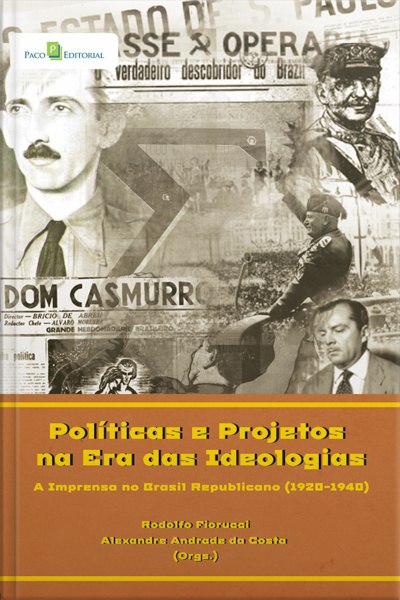 O ESTADO DE S. PAULO
PACO EDITORIAL
CLASSE OPERARIA
o verdadeiro descobridor do Brazil
DOM CASMURRO
Director — BRICIO DE ABREU
Redactor Chefe — ALVARO MOREYRA
GRANDE HEBDOMADARIO BRASILEIRO
politica
Políticas e Projetos
na Era das Ideologias
A Imprensa no Brasil Republicano (1920-1940)
Rodolfo Fiorucci
Alexandre Andrade da Costa
(Orgs.)